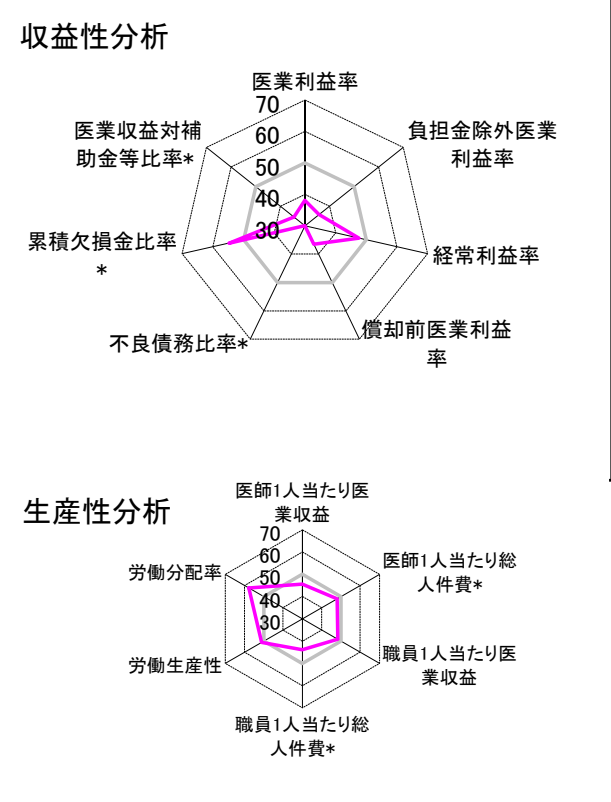 収益性分析
医業利益率
70
60
50
40
30
負担金除外医業
利益率
経常利益率
償却前医業利益
率
不良債務比率*
累積欠損金比率
*
医業収益対補
助金等比率*
生産性分析
医師1人当たり医
業収益
70
60
50
40
30
医師1人当たり総
人件費*
職員1人当たり医
業収益
職員1人当たり総
人件費*
労働生産性
労働分配率